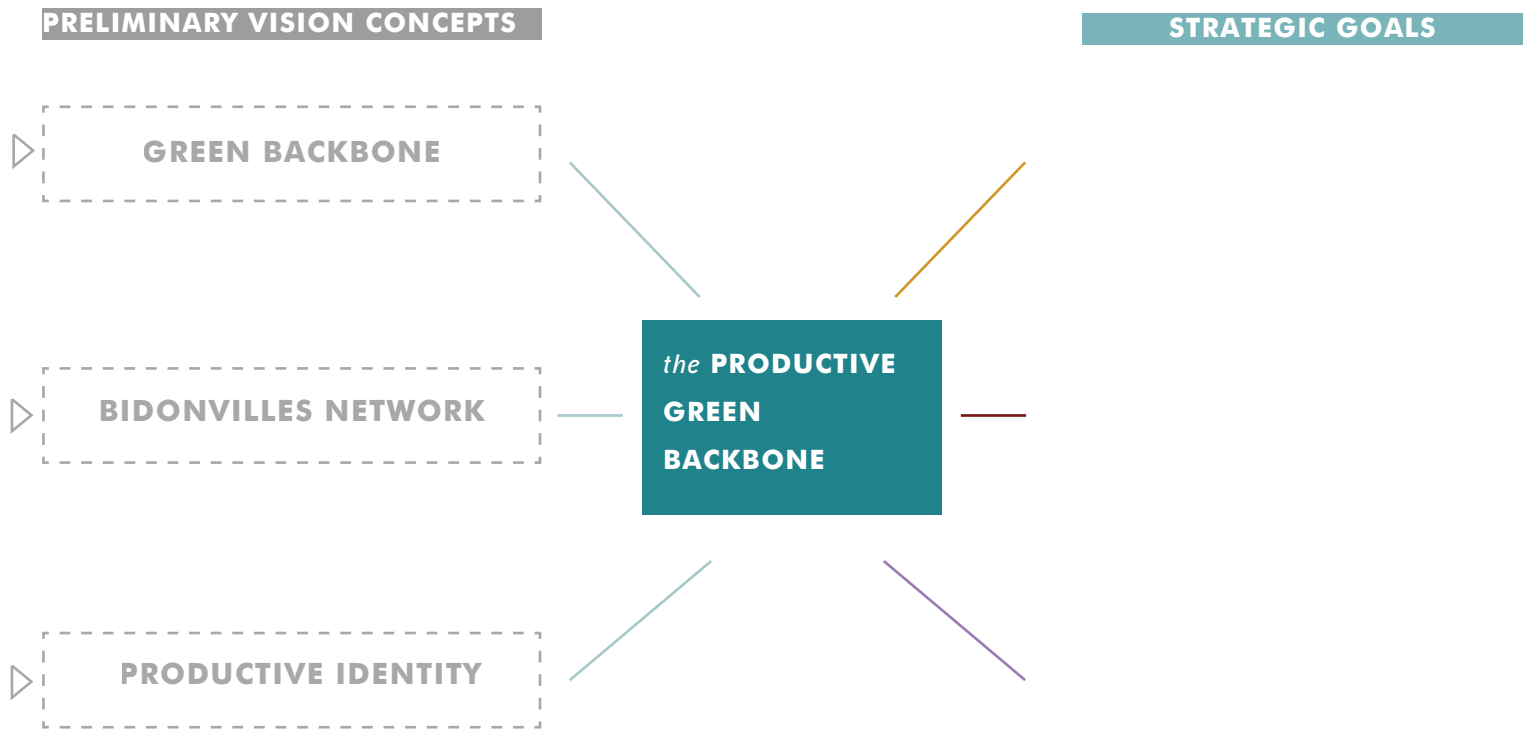 PRELIMINARY VISION CONCEPTS
STRATEGIC GOALS
GREEN BACKBONE
BIDONVILLES NETWORK
the PRODUCTIVE
GREEN
BACKBONE
PRODUCTIVE IDENTITY